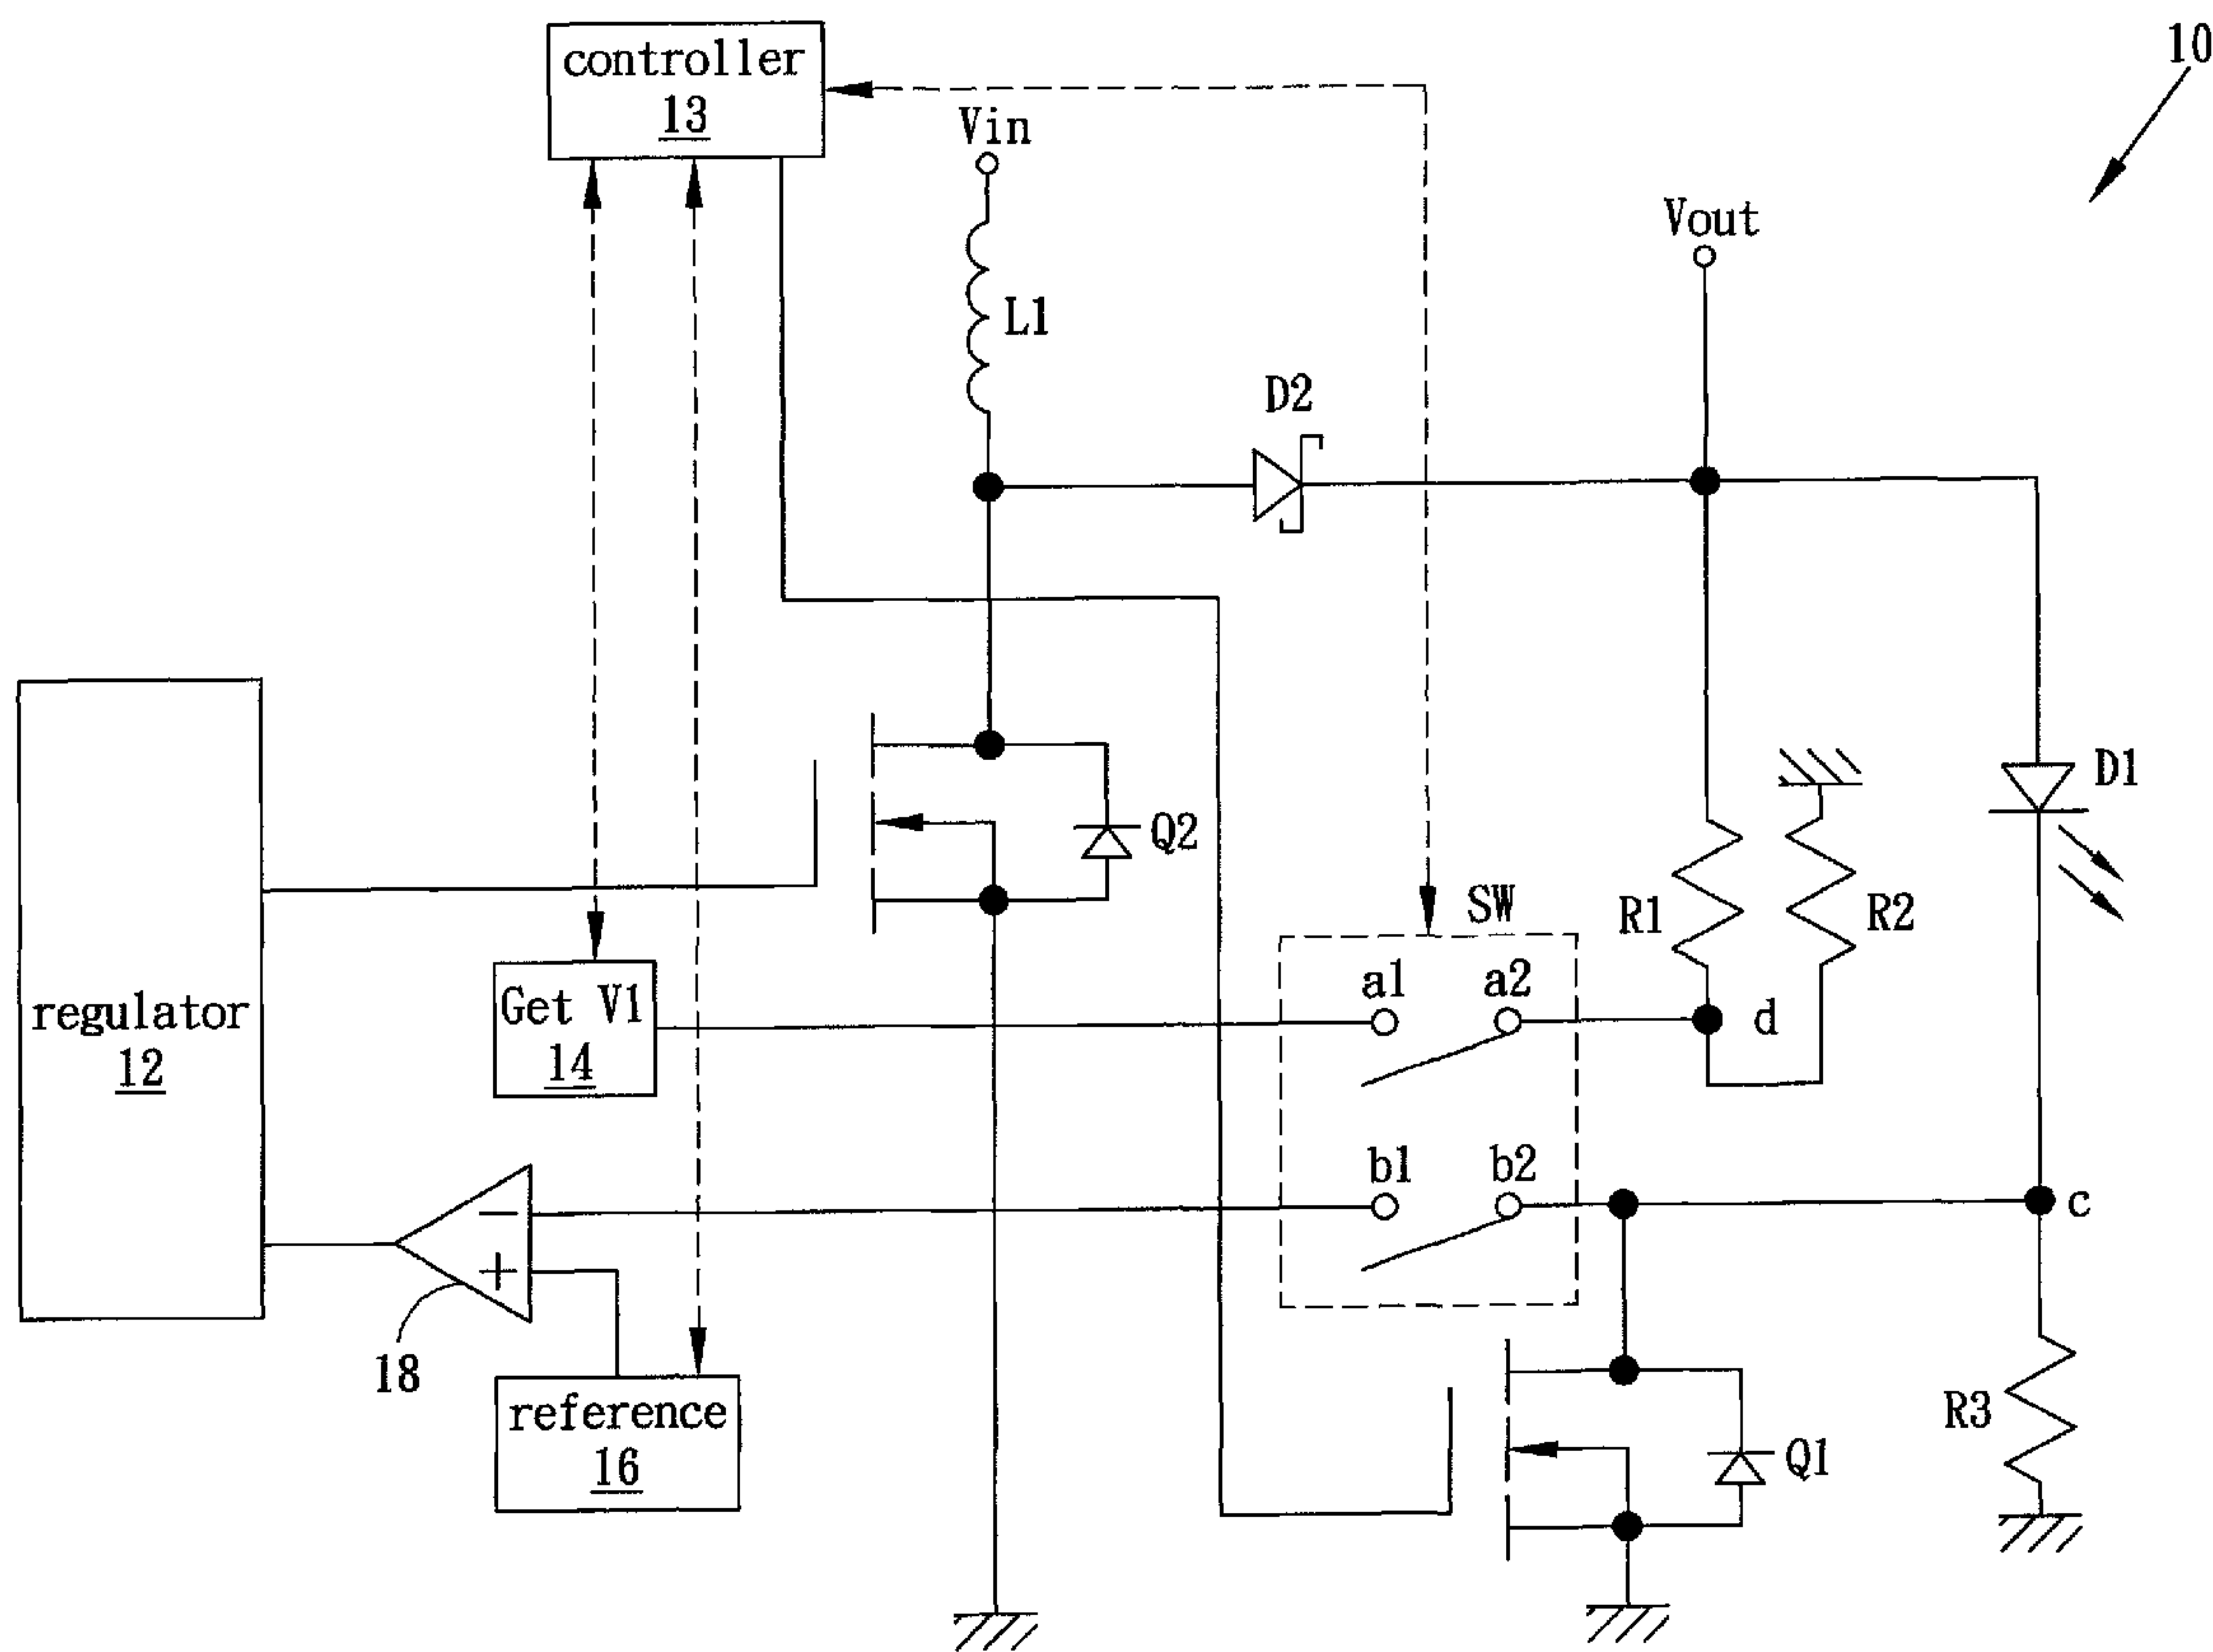 10
controller
13
Vin
Vout
L1
D2
D1
Q2
SW
R1
R2
a1
a2
d
Get V1
14
regulator
12
b1
b2
c
−
+
18
reference
16
R3
Q1